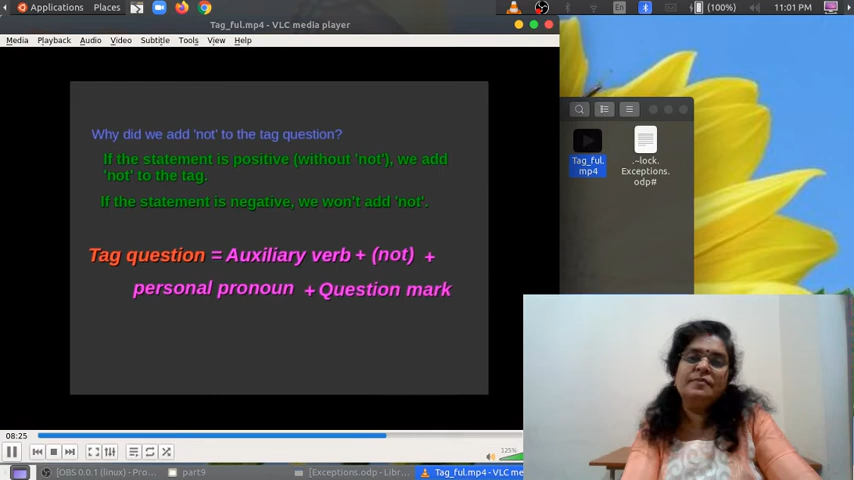 Applications Places En (100%) 11:01 PM
Tag_ful.mp4 - VLC media player
Media Playback Audio Video Subtitle Tools View Help
Why did we add 'not' to the tag question?
If the statement is positive (without 'not'), we add
'not' to the tag.
If the statement is negative, we won't add 'not'.
Tag question = Auxiliary verb + (not) +
personal pronoun + Question mark
Tag_ful.
mp4
.~lock.
Exceptions.
odp#
08:25
125%
[OBS 0.0.1 (linux) - Pro... part9 [Exceptions.odp - Libr... Tag_ful.mp4 - VLC me...